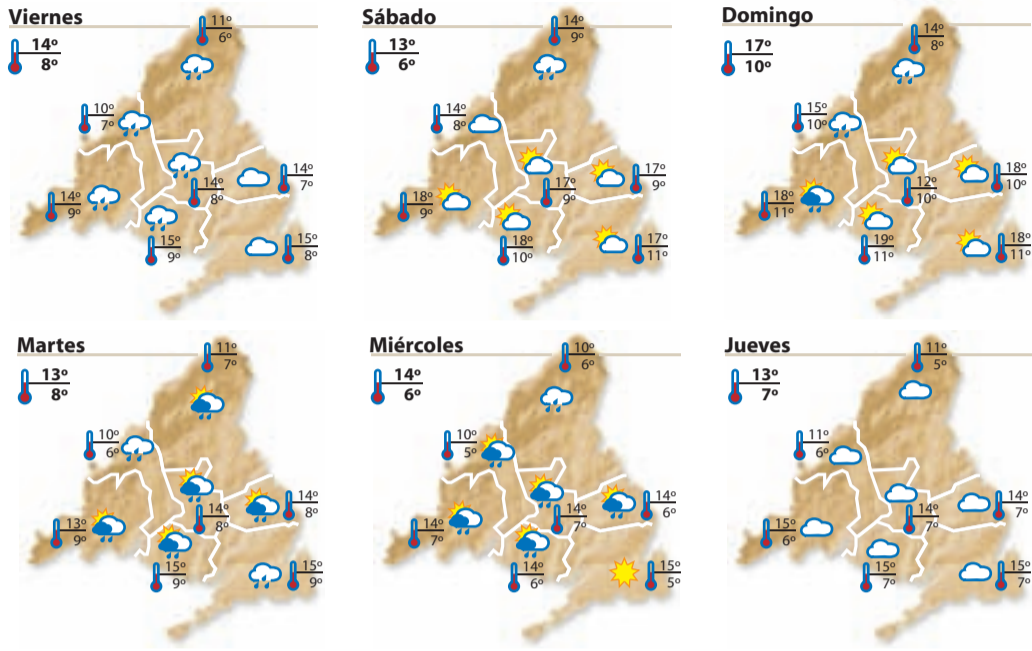 Viernes
14º
8º
11º
6º
10º
7º
14º
7º
14º
8º
14º
9º
15º
9º
15º
8º
Sábado
13º
6º
14º
9º
14º
8º
17º
9º
17º
9º
18º
9º
18º
10º
17º
11º
Domingo
17º
10º
14º
8º
15º
10º
18º
10º
12º
10º
18º
11º
19º
11º
18º
11º
Martes
13º
8º
11º
7º
10º
6º
14º
8º
14º
8º
13º
9º
15º
9º
15º
9º
Miércoles
14º
6º
10º
6º
10º
5º
14º
6º
14º
7º
14º
7º
14º
6º
15º
5º
Jueves
13º
7º
11º
5º
11º
6º
14º
7º
14º
7º
15º
6º
15º
7º
15º
7º